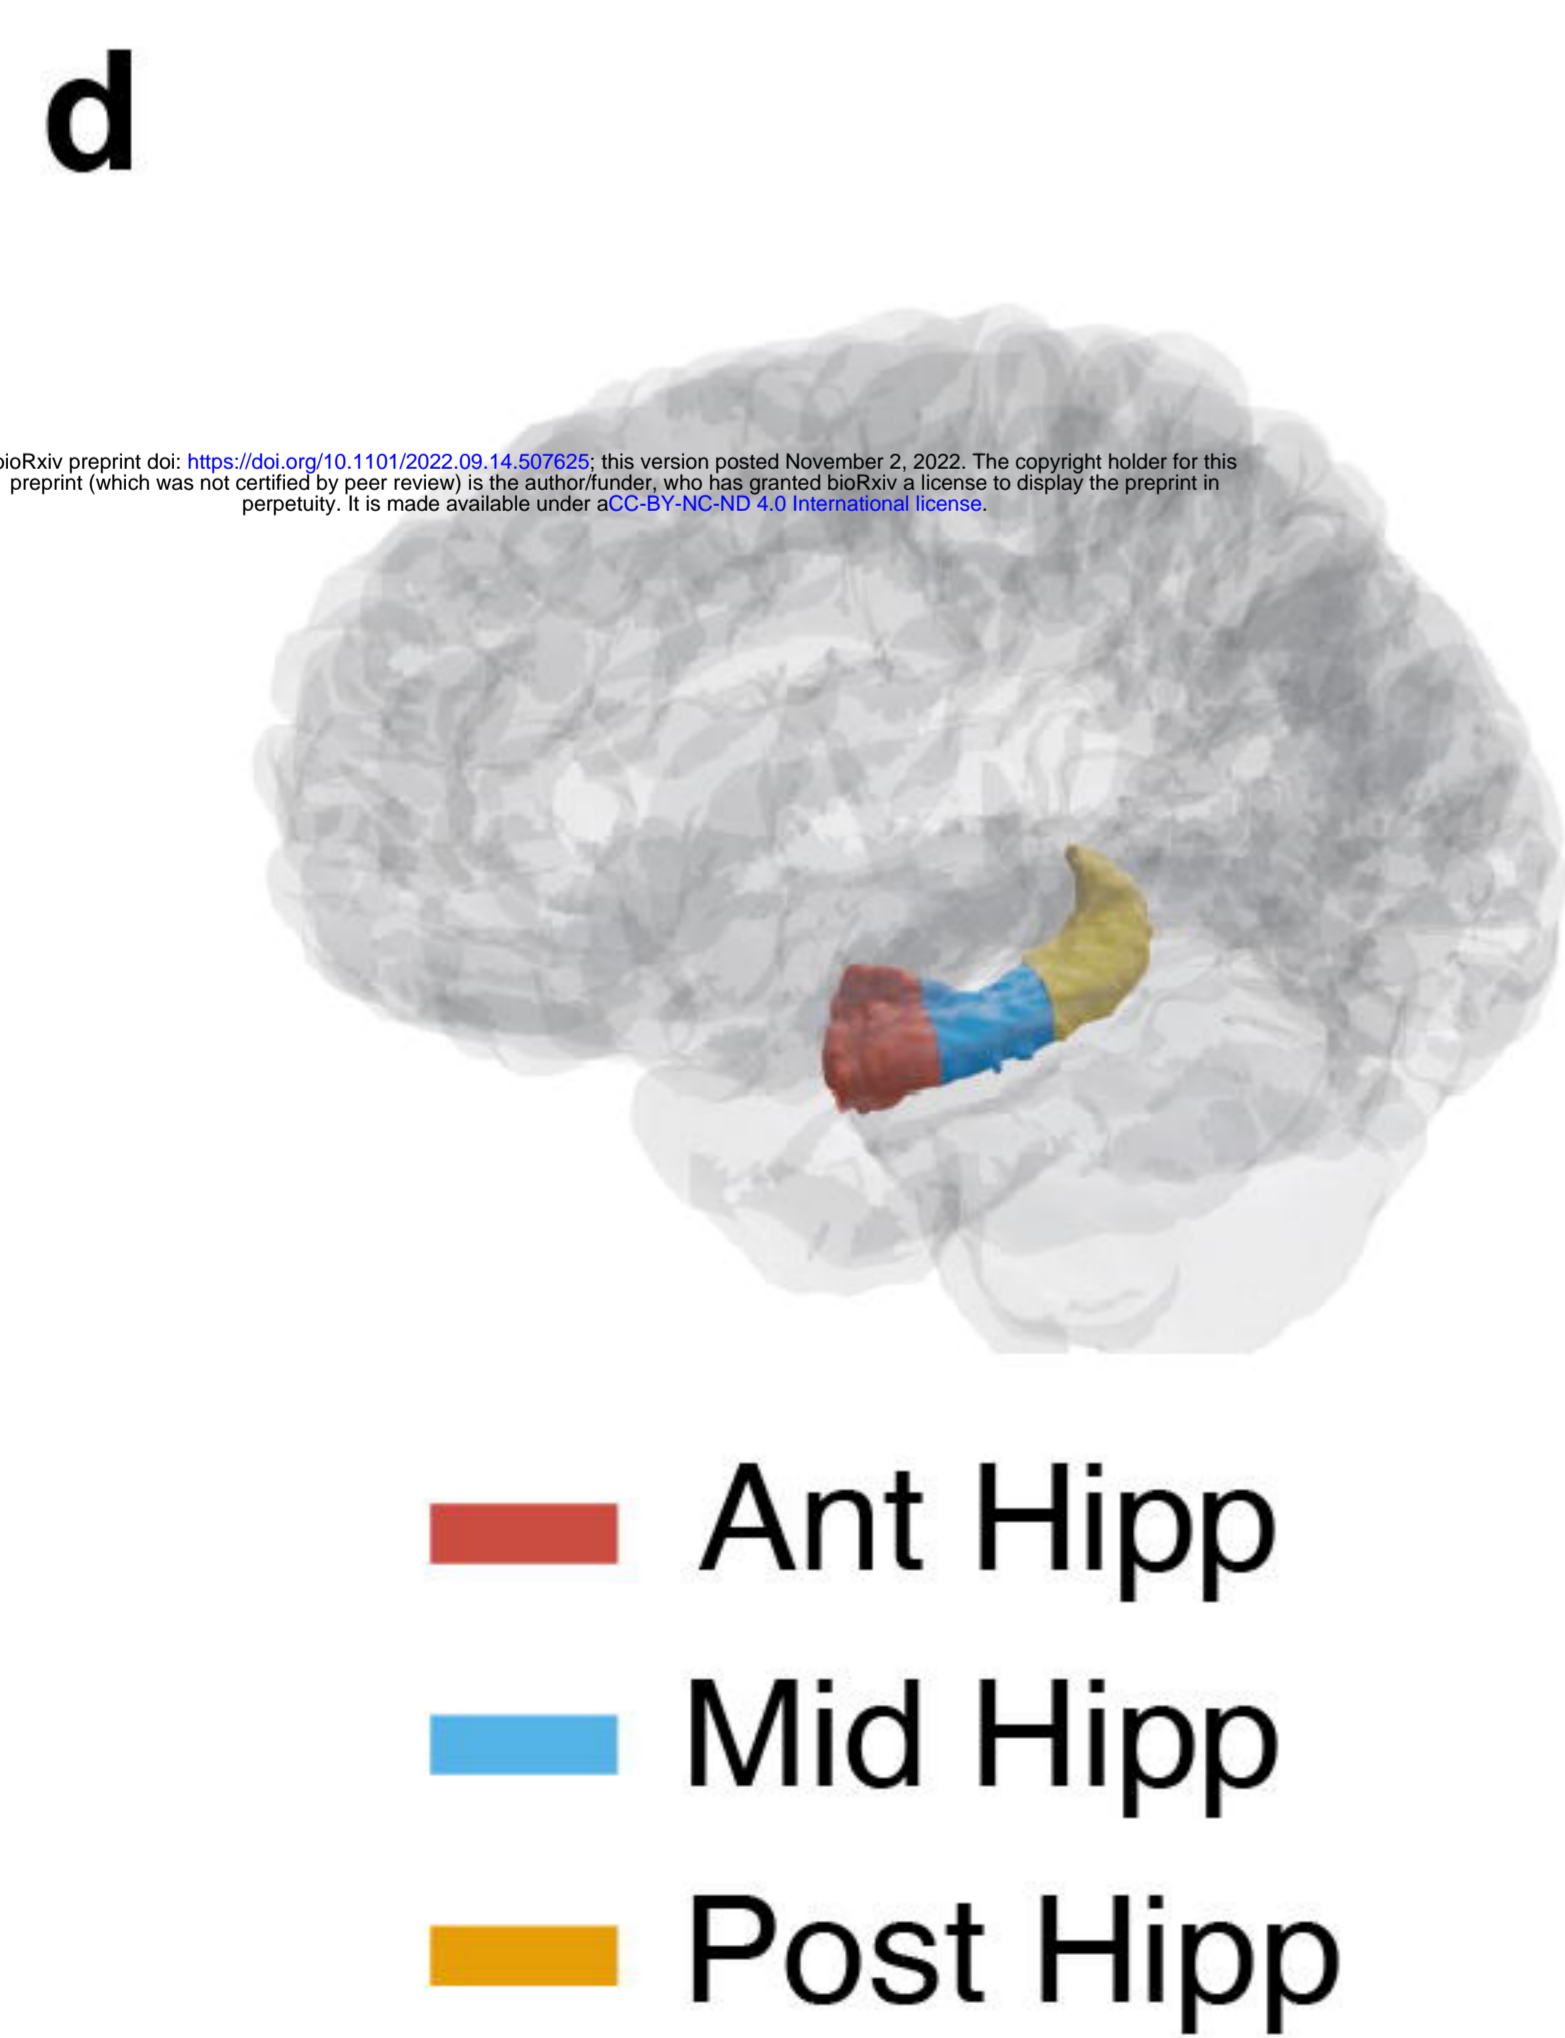 d
bioRxiv preprint doi: https://doi.org/10.1101/2022.09.14.507625; this version posted November 2, 2022. The copyright holder for this
preprint (which was not certified by peer review) is the author/funder, who has granted bioRxiv a license to display the preprint in
perpetuity. It is made available under aCC-BY-NC-ND 4.0 International license.
Ant Hipp
Mid Hipp
Post Hipp